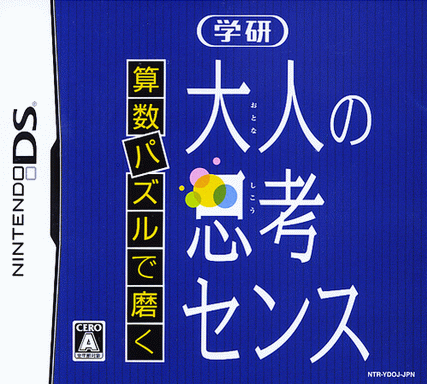 学研
大人の
おとな
思考
しこう
センス
算数パズルで磨く
NINTENDO DS
CERO
A
NTR-YDOJ-JPN